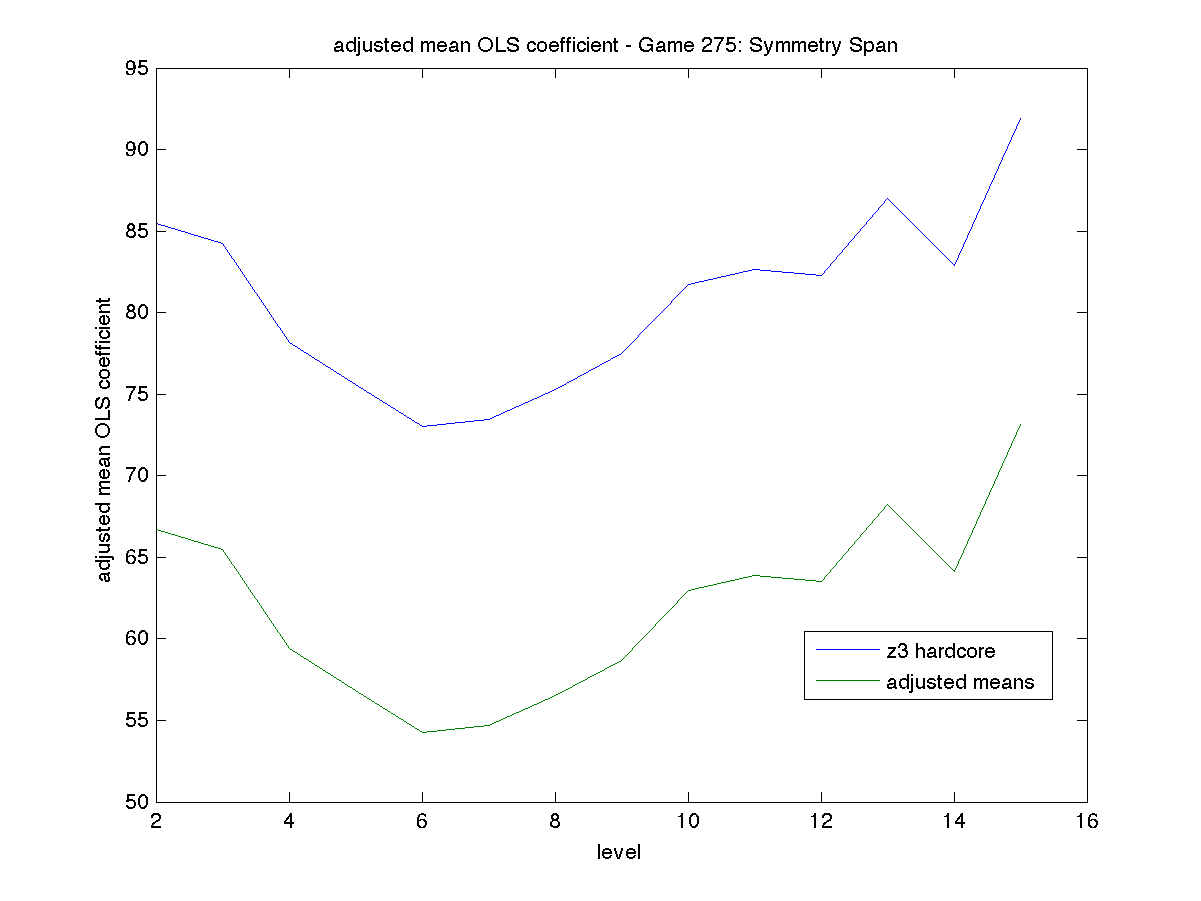 adjusted mean OLS coefficient - Game 275: Symmetry Span
95
90
85
80
75
70
65
60
55
50
adjusted mean OLS coefficient
z3 hardcore
adjusted means
2 4 6 8 10 12 14 16
level